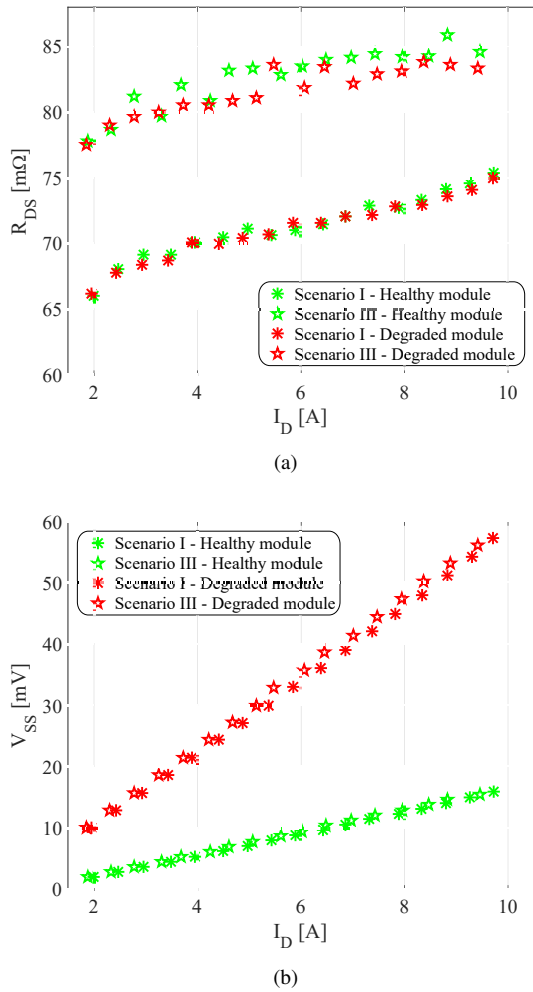 85
80
75
70
65
60
R_DS [mΩ]
Scenario I - Healthy module
Scenario III - Healthy module
Scenario I - Degraded module
Scenario III - Degraded module
2 4 6 8 10
I_D [A]
(a)
60
50
40
30
20
10
0
V_SS [mV]
Scenario I - Healthy module
Scenario III - Healthy module
Scenario I - Degraded module
Scenario III - Degraded module
2 4 6 8 10
I_D [A]
(b)